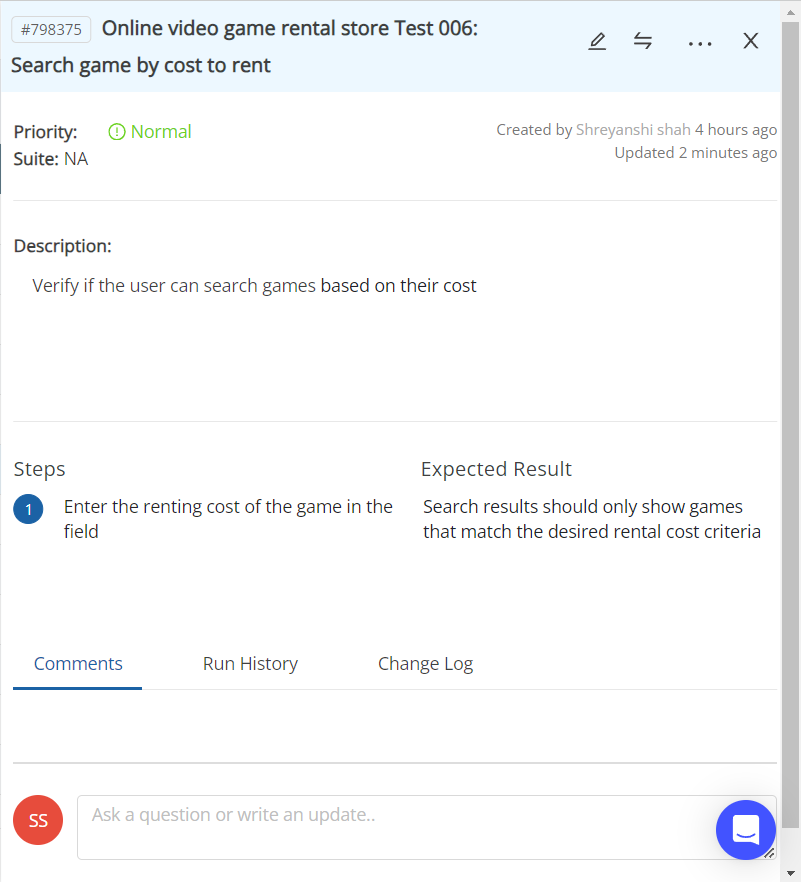 #798375 Online video game rental store Test 006:
Search game by cost to rent
Priority: Normal
Created by Shreyanshi shah 4 hours ago
Suite: NA
Updated 2 minutes ago
Description:
Verify if the user can search games based on their cost
Steps
Expected Result
1 Enter the renting cost of the game in the
field
Search results should only show games
that match the desired rental cost criteria
Comments Run History Change Log
SS Ask a question or write an update..